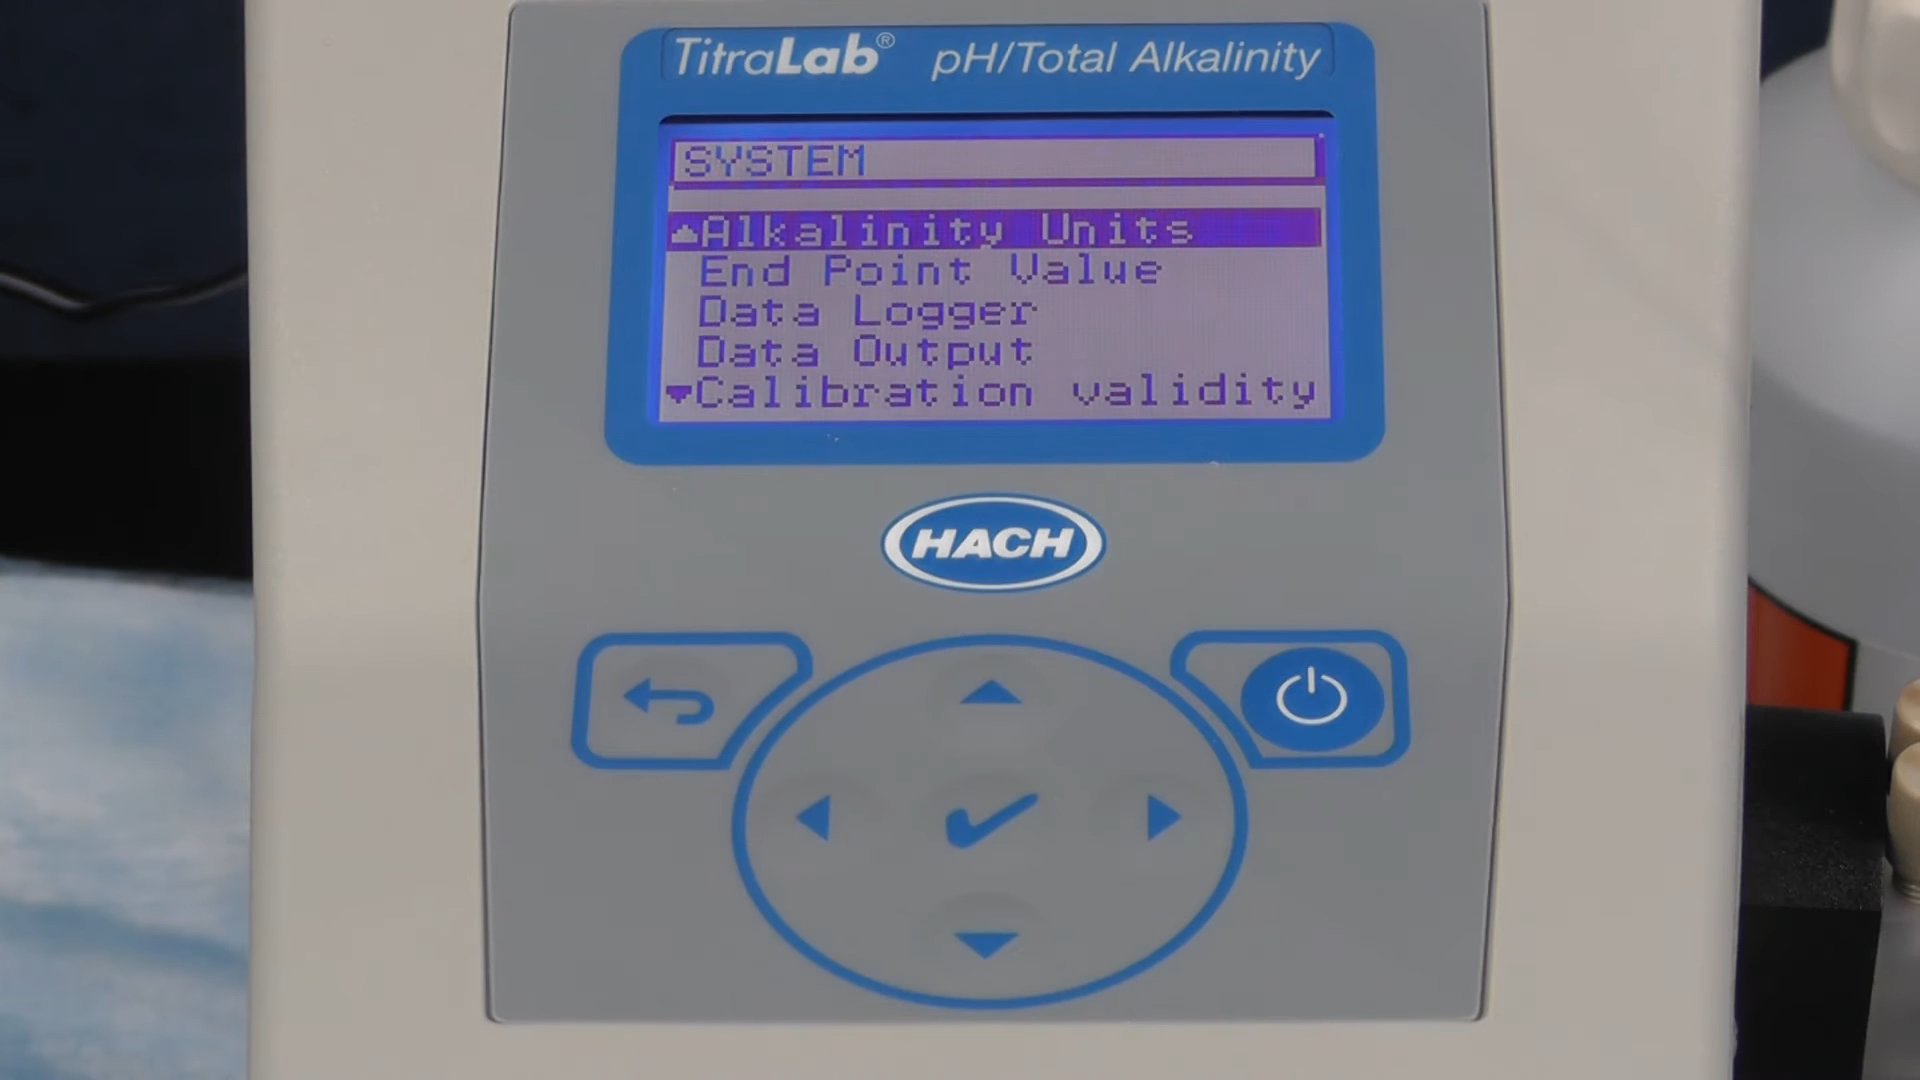 TitraLab® pH/Total Alkalinity
SYSTEM
Alkalinity Units
End Point Value
Data Logger
Data Output
Calibration validity
HACH